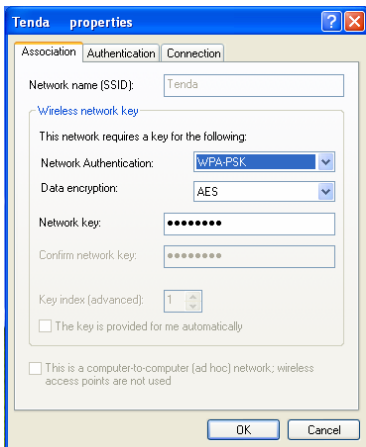 Tenda properties
Association Authentication Connection
Network name (SSID): Tenda
Wireless network key
This network requires a key for the following:
Network Authentication: WPA-PSK
Data encryption: AES
Network key: ●●●●●●●●
Confirm network key: ●●●●●●●●
Key index (advanced): 1
The key is provided for me automatically
This is a computer-to-computer (ad hoc) network; wireless
access points are not used
OK Cancel